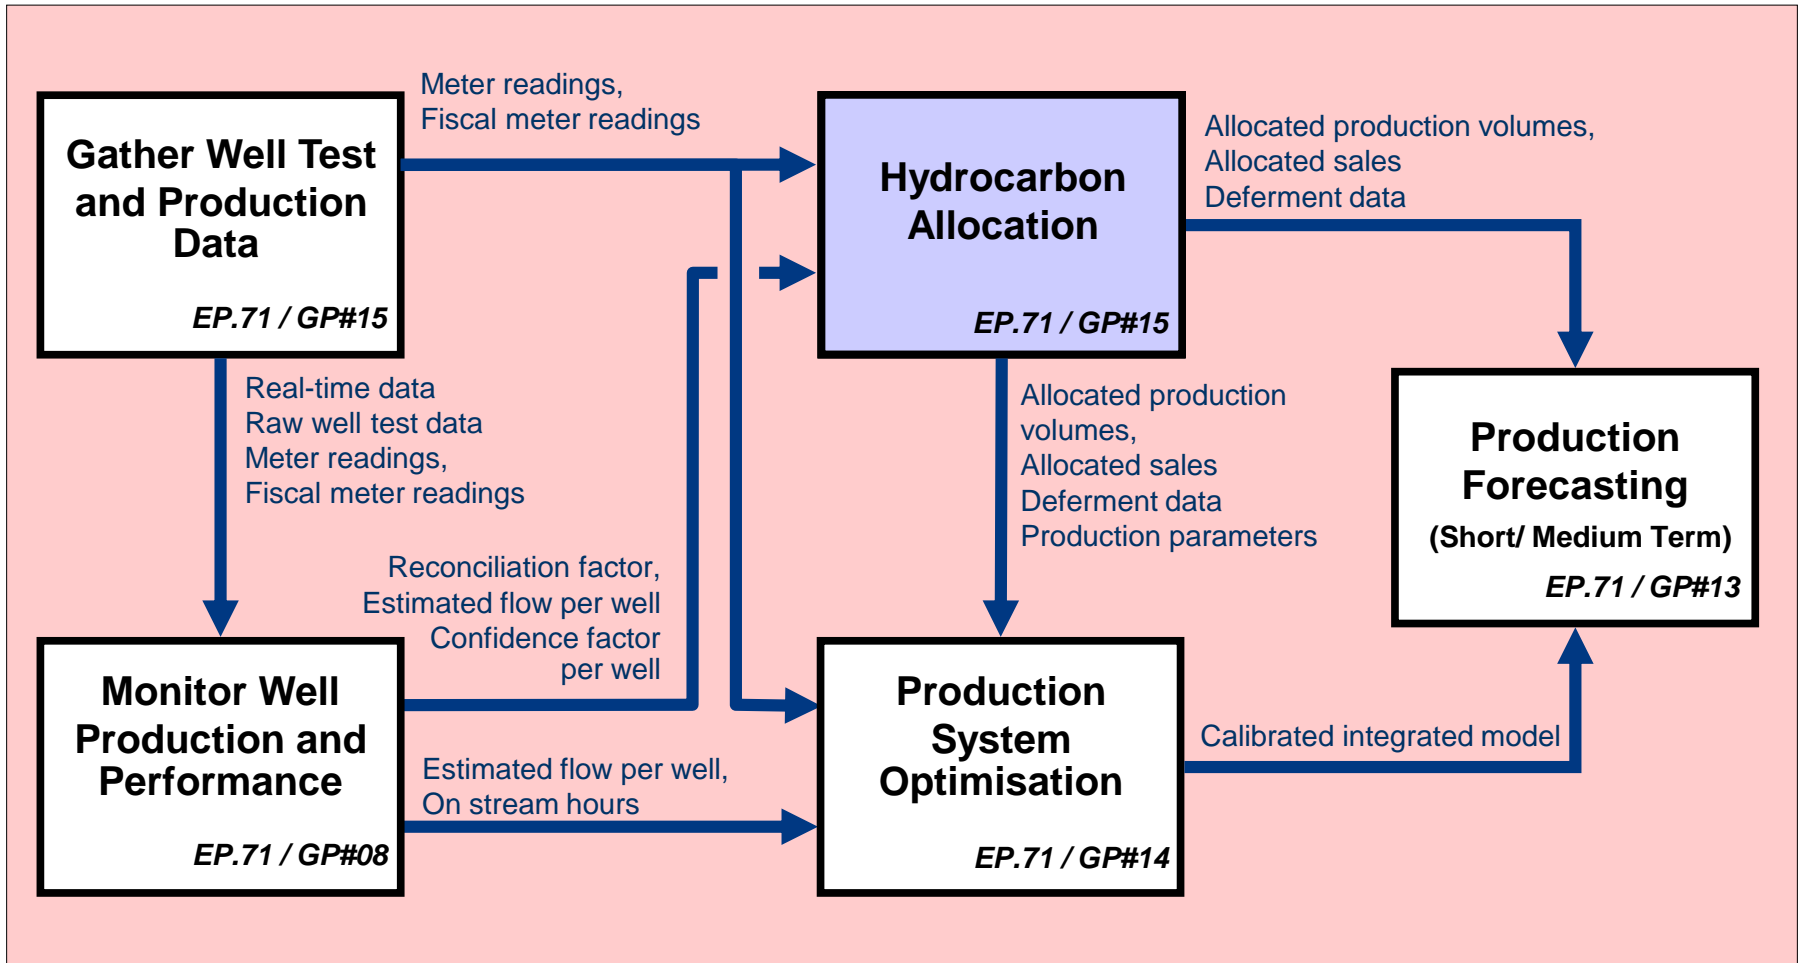 Gather Well Test
and Production
Data
EP.71 / GP#15
Meter readings,
Fiscal meter readings
Hydrocarbon
Allocation
EP.71 / GP#15
Allocated production volumes,
Allocated sales
Deferment data
Real-time data
Raw well test data
Meter readings,
Fiscal meter readings
Allocated production
volumes,
Allocated sales
Deferment data
Production parameters
Production
Forecasting
(Short/ Medium Term)
EP.71 / GP#13
Reconciliation factor,
Estimated flow per well
Confidence factor
per well
Monitor Well
Production and
Performance
EP.71 / GP#08
Estimated flow per well,
On stream hours
Production
System
Optimisation
EP.71 / GP#14
Calibrated integrated model